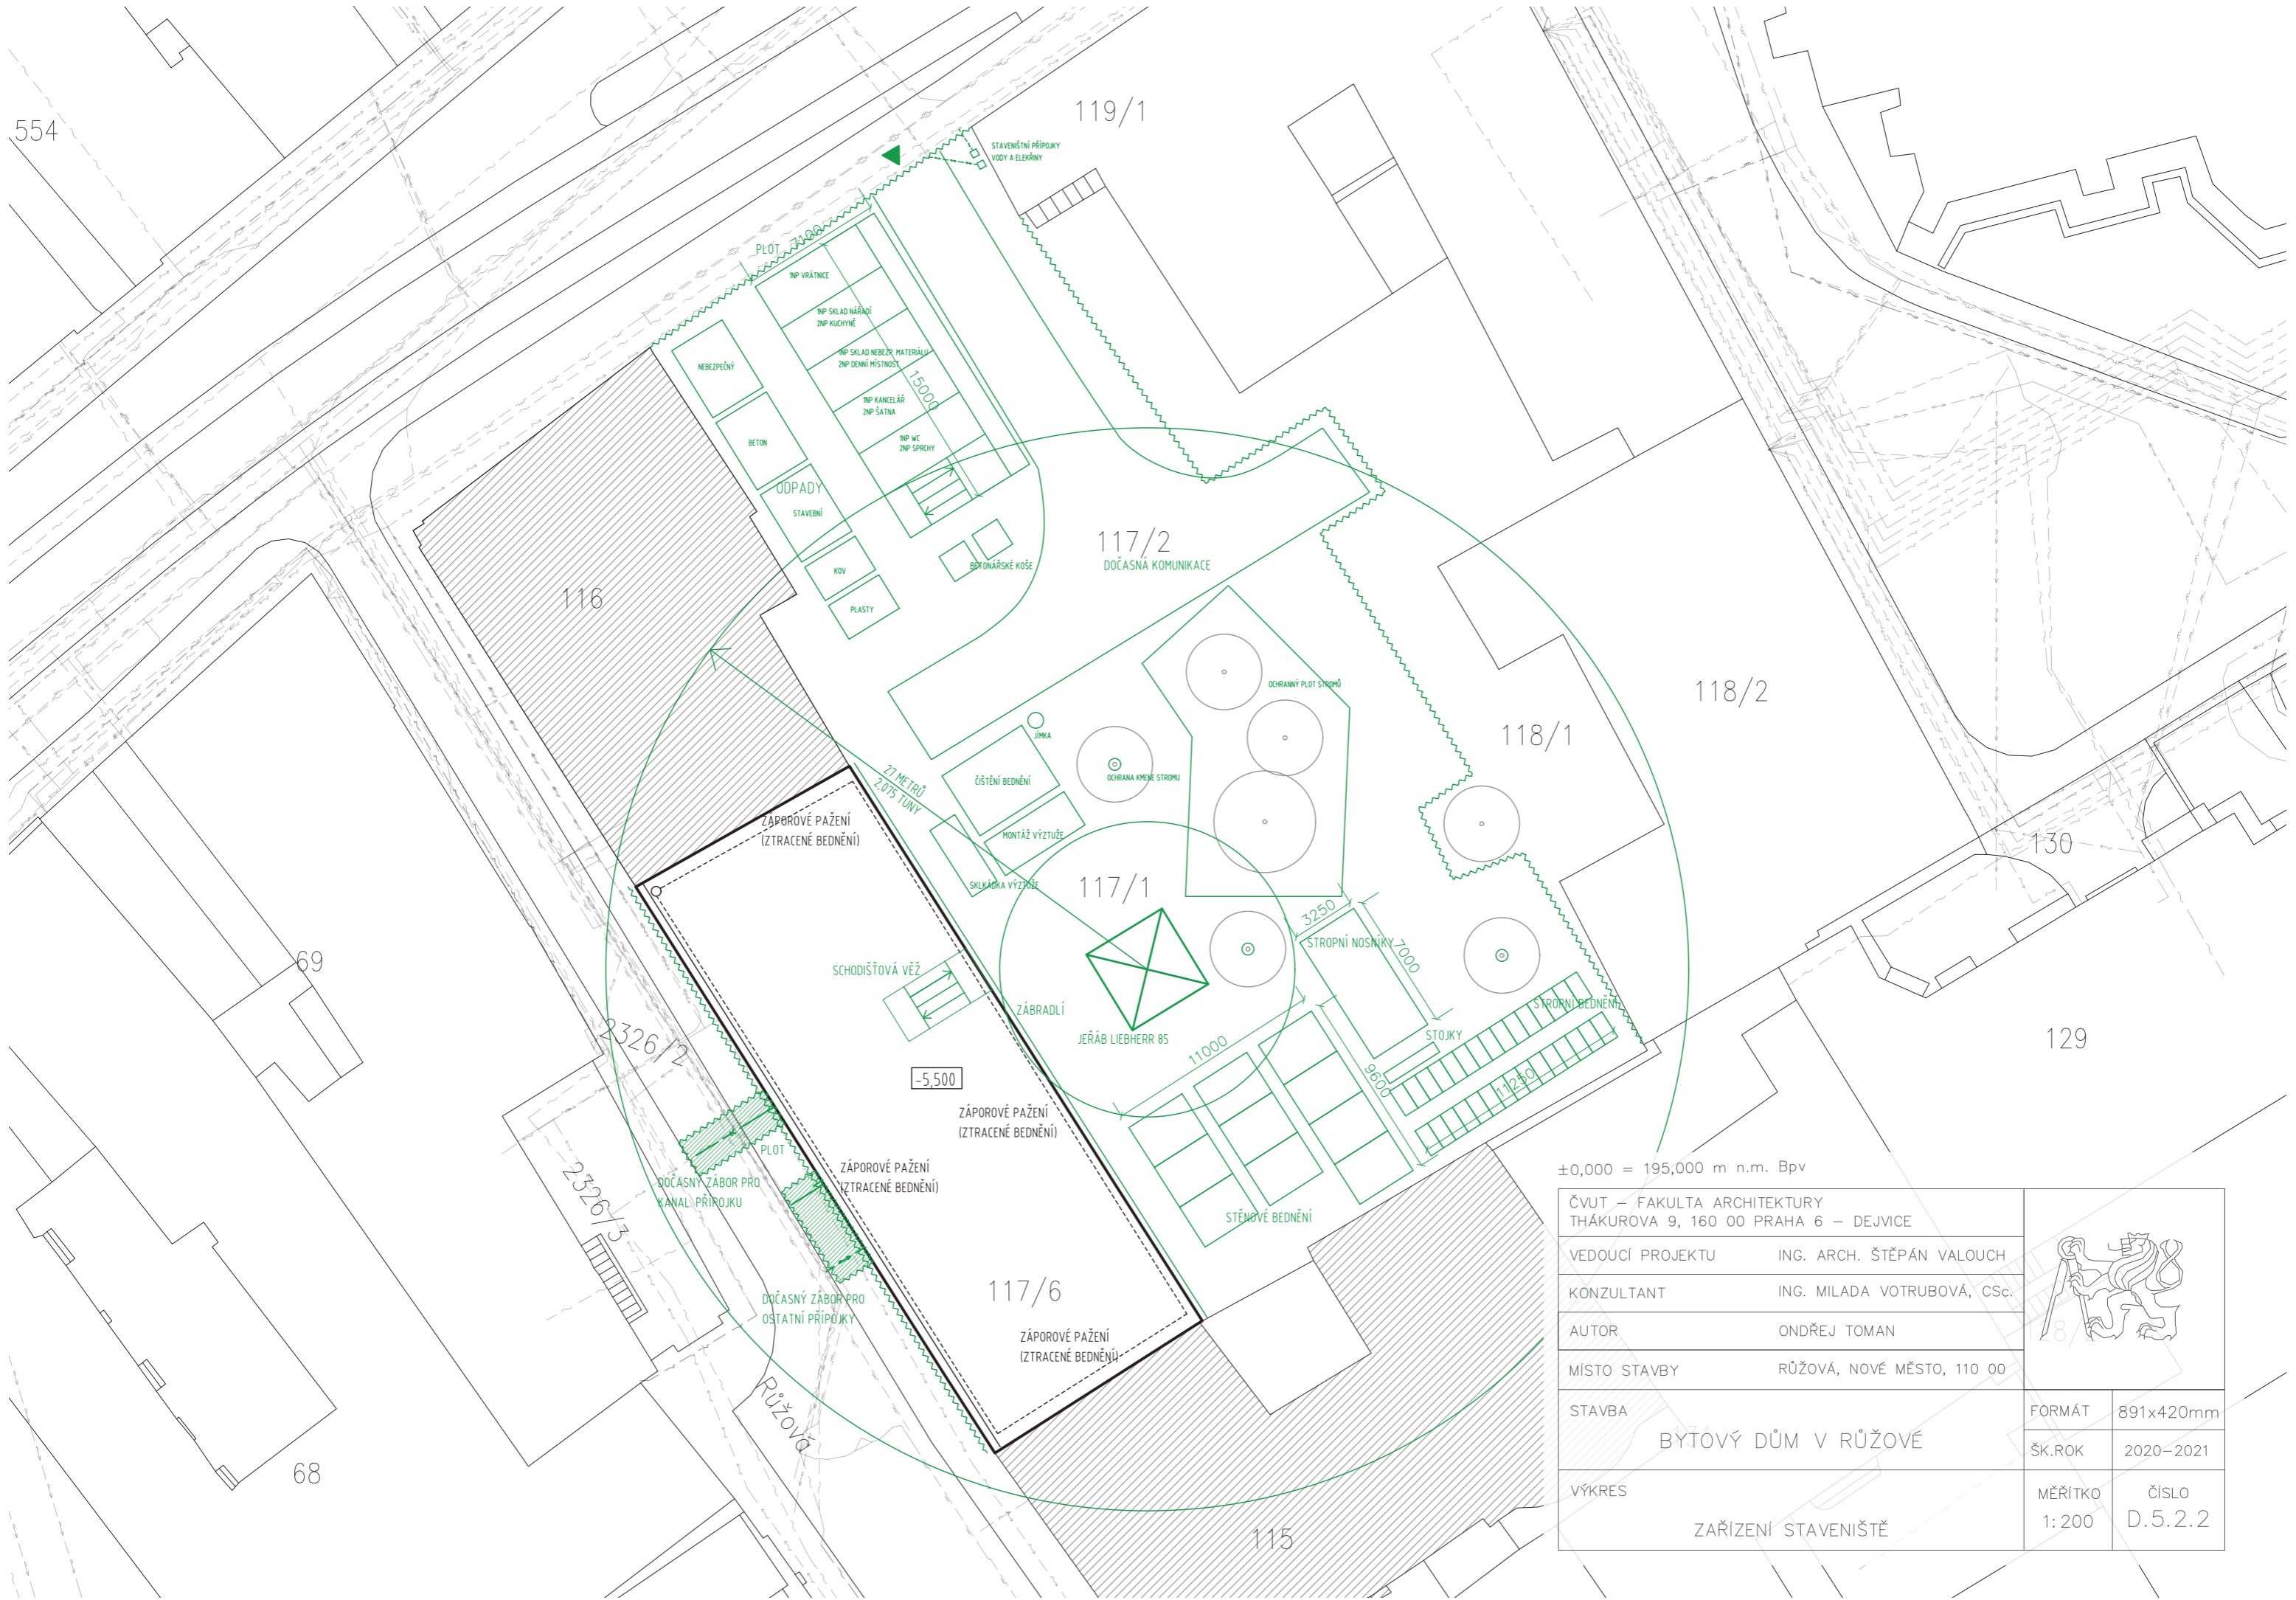 554
119/1
STAVENIŠTNÍ PŘÍPOJKY
VODY A ELEKŘINY
PLOT
7100
1NP VRÁTNICE
1NP SKLAD NÁŘADÍ
2NP KUCHYNĚ
1NP SKLAD NEBEZP. MATERIÁLU
2NP DENNÍ MÍSTNOST
15000
1NP KANCELÁŘ
2NP ŠATNA
1NP WC
2NP SPRCHY
NEBEZPEČNÝ
BETON
ODPADY
STAVEBNÍ
KOV
PLASTY
BETONÁŘSKÉ KOŠE
116
117/2
DOČASNÁ KOMUNIKACE
OCHRANNÝ PLOT STROMŮ
118/2
118/1
JÍMKA
ČIŠTĚNÍ BEDNĚNÍ
OCHRANA KMENE STROMU
27 METRŮ
2,075 TUNY
MONTÁŽ VÝZTUŽE
SKLKÁDKA VÝZTUŽE
ZÁPOROVÉ PAŽENÍ
(ZTRACENÉ BEDNĚNÍ)
117/1
130
3250
STROPNÍ NOSNÍKY
7000
69
SCHODIŠŤOVÁ VĚŽ
ZÁBRADLÍ
JEŘÁB LIEBHERR 85
STROPNÍ BEDNĚNÍ
STOJKY
129
2326/2
11000
9600
11250
-5,500
ZÁPOROVÉ PAŽENÍ
(ZTRACENÉ BEDNĚNÍ)
PLOT
ZÁPOROVÉ PAŽENÍ
(ZTRACENÉ BEDNĚNÍ)
DOČASNÝ ZÁBOR PRO
KANAL. PŘÍPOJKU
2326/3
STĚNOVÉ BEDNĚNÍ
117/6
DOČASNÝ ZÁBOR PRO
OSTATNÍ PŘÍPOJKY
ZÁPOROVÉ PAŽENÍ
(ZTRACENÉ BEDNĚNÍ)
Růžová
68
115
±0,000 = 195,000 m n.m. Bpv
ČVUT – FAKULTA ARCHITEKTURY
THÁKUROVA 9, 160 00 PRAHA 6 – DEJVICE
VEDOUCÍ PROJEKTU ING. ARCH. ŠTĚPÁN VALOUCH
KONZULTANT ING. MILADA VOTRUBOVÁ, CSc.
AUTOR ONDŘEJ TOMAN
MÍSTO STAVBY RŮŽOVÁ, NOVÉ MĚSTO, 110 00
STAVBA
BYTOVÝ DŮM V RŮŽOVÉ
FORMÁT 891x420mm
ŠK.ROK 2020-2021
VÝKRES
ZAŘÍZENÍ STAVENIŠTĚ
MĚŘÍTKO
1:200
ČÍSLO
D.5.2.2